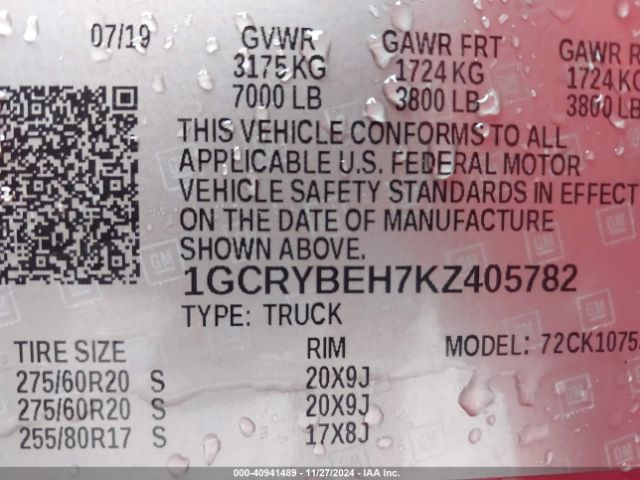 07/19 GVWR GAWR FRT GAWR R
3175 KG 1724 KG 1724 KG
7000 LB 3800 LB 3800 LB
THIS VEHICLE CONFORMS TO ALL
APPLICABLE U.S. FEDERAL MOTOR
VEHICLE SAFETY STANDARDS IN EFFECT
ON THE DATE OF MANUFACTURE
SHOWN ABOVE.
1GCRYBEH7KZ405782
TYPE: TRUCK
TIRE SIZE RIM MODEL: 72CK1075
275/60R20 S 20X9J
275/60R20 S 20X9J
255/80R17 S 17X8J
GM
000-40941489 - 11/27/2024 - IAA Inc.